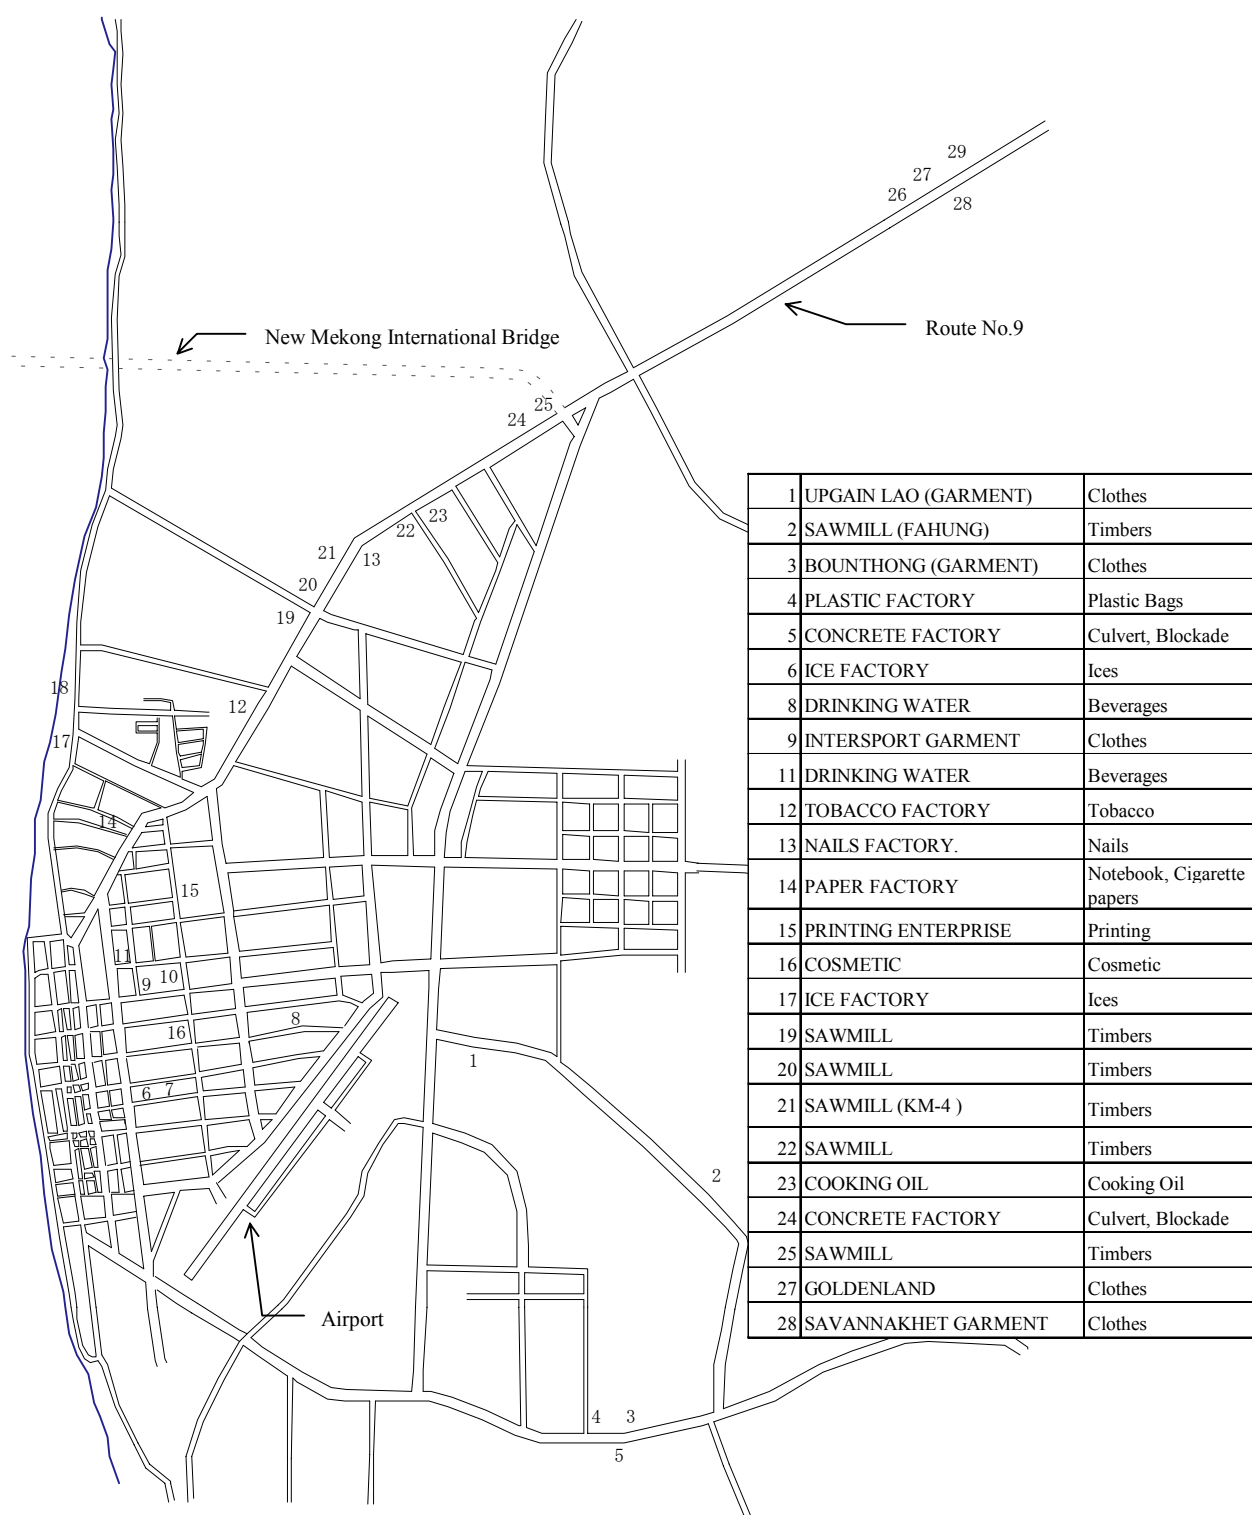 29
27
26
28
New Mekong International Bridge
Route No.9
25
24
23
22
21
13
20
19
18
12
17
14
15
11
10
9
16
8
1
7
6
2
Airport
4 3
5
1 UPGAIN LAO (GARMENT) Clothes
2 SAWMILL (FAHUNG) Timbers
3 BOUNTHONG (GARMENT) Clothes
4 PLASTIC FACTORY Plastic Bags
5 CONCRETE FACTORY Culvert, Blockade
6 ICE FACTORY Ices
8 DRINKING WATER Beverages
9 INTERSPORT GARMENT Clothes
11 DRINKING WATER Beverages
12 TOBACCO FACTORY Tobacco
13 NAILS FACTORY. Nails
14 PAPER FACTORY Notebook, Cigarette
papers
15 PRINTING ENTERPRISE Printing
16 COSMETIC Cosmetic
17 ICE FACTORY Ices
19 SAWMILL Timbers
20 SAWMILL Timbers
21 SAWMILL (KM-4 ) Timbers
22 SAWMILL Timbers
23 COOKING OIL Cooking Oil
24 CONCRETE FACTORY Culvert, Blockade
25 SAWMILL Timbers
27 GOLDENLAND Clothes
28 SAVANNAKHET GARMENT Clothes